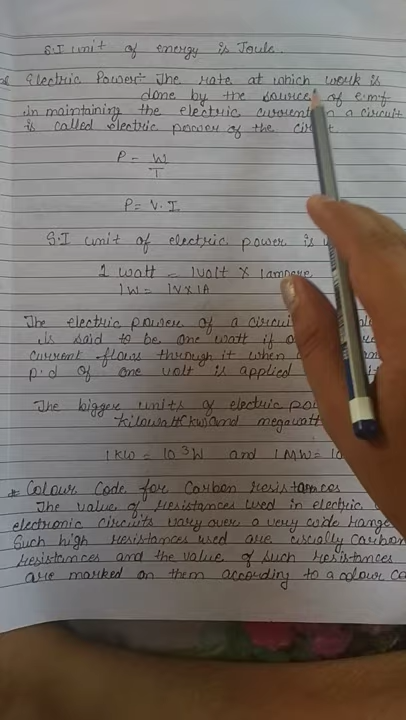 S.I unit of energy is Joule.
Electric Power:- The rate at which work is
done by the source of e.m.f
in maintaining the electric current in a circuit
is called electric power of the
P = W/T
P = V.I
S.I unit of electric power is
1 watt = 1volt × 1ampere
1W = 1V×1A
The electric power of a
is said to be one watt if
current flows through it when
p.d of one volt is applied
The bigger units of electric
kilowatt(kw) and megawatt
1 KW = 10³W and 1 MW = 10
* Colour Code for Carbon resistances
The value of resistances used in electric
electronic circuits vary over a very wide range
Such high resistances used are usually carbon
resistances and the value of such resistances
are marked on them according to a colour